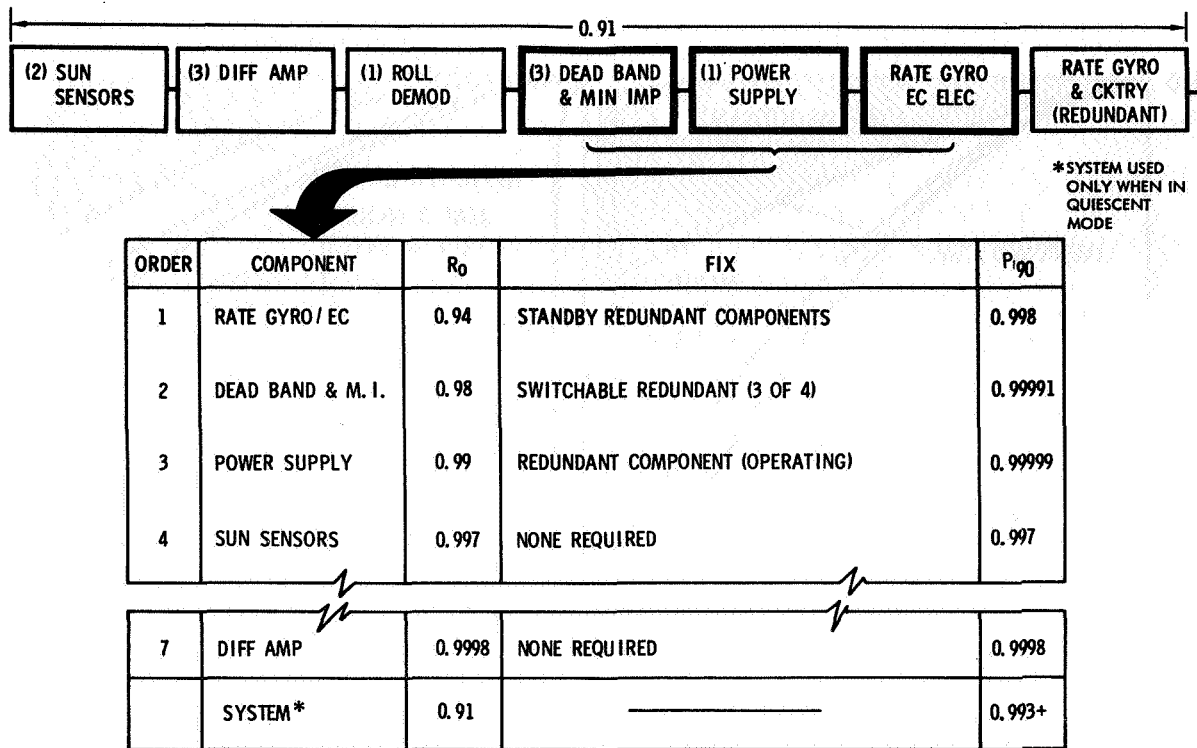 0.91
(2) SUN SENSORS
(3) DIFF AMP
(1) ROLL DEMOD
(3) DEAD BAND & MIN IMP
(1) POWER SUPPLY
RATE GYRO EC ELEC
RATE GYRO & CKTRY (REDUNDANT)
*SYSTEM USED
ONLY WHEN IN
QUIESCENT
MODE
ORDER COMPONENT R0 FIX P190
1 RATE GYRO/EC 0.94 STANDBY REDUNDANT COMPONENTS 0.998
2 DEAD BAND & M.I. 0.98 SWITCHABLE REDUNDANT (3 OF 4) 0.99991
3 POWER SUPPLY 0.99 REDUNDANT COMPONENT (OPERATING) 0.99999
4 SUN SENSORS 0.997 NONE REQUIRED 0.997
7 DIFF AMP 0.9998 NONE REQUIRED 0.9998
SYSTEM* 0.91 0.993+